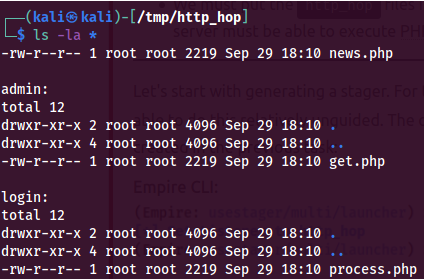 ┌──(kali㉿kali)-[/tmp/http_hop]
└─$ ls -la *
-rw-r--r-- 1 root root 2219 Sep 29 18:10 news.php
admin:
total 12
drwxr-xr-x 2 root root 4096 Sep 29 18:10 .
drwxr-xr-x 4 root root 4096 Sep 29 18:10 ..
-rw-r--r-- 1 root root 2219 Sep 29 18:10 get.php
login:
total 12
drwxr-xr-x 2 root root 4096 Sep 29 18:10 .
drwxr-xr-x 4 root root 4096 Sep 29 18:10 ..
-rw-r--r-- 1 root root 2219 Sep 29 18:10 process.php